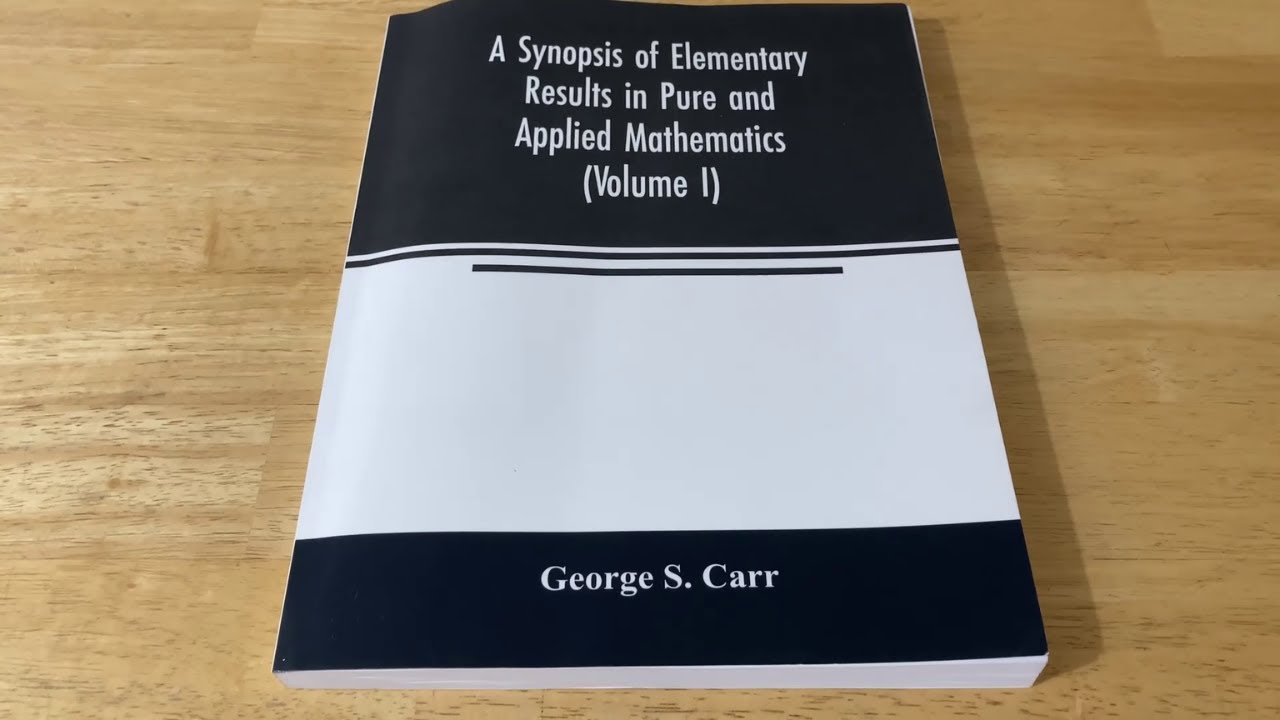 A Synopsis of Elementary
Results in Pure and
Applied Mathematics
(Volume I)
George S. Carr